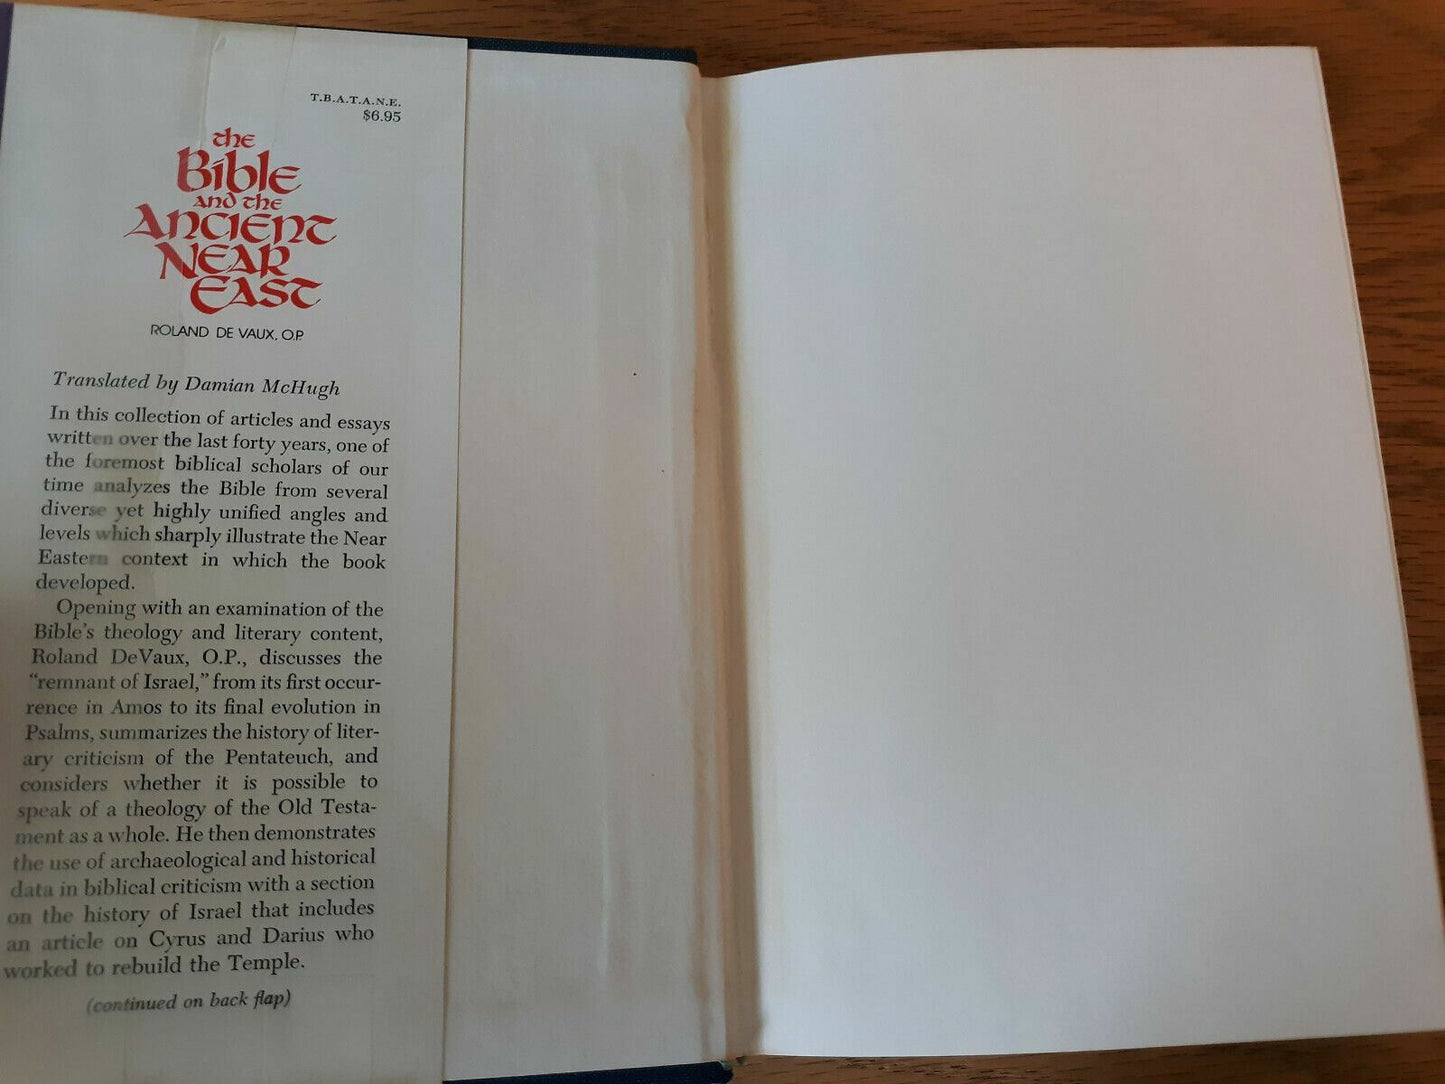 T.B.A.T.A.N.E.
$6.95
the
Bible
and the
Ancient
Near
East
ROLAND DE VAUX, O.P.
Translated by Damian McHugh
In this collection of articles and essays
written over the last forty years, one of
the foremost biblical scholars of our
time analyzes the Bible from several
diverse yet highly unified angles and
levels which sharply illustrate the Near
Eastern context in which the book
developed.
Opening with an examination of the
Bible's theology and literary content,
Roland DeVaux, O.P., discusses the
“remnant of Israel,” from its first occur-
rence in Amos to its final evolution in
Psalms, summarizes the history of liter-
ary criticism of the Pentateuch, and
considers whether it is possible to
speak of a theology of the Old Testa-
ment as a whole. He then demonstrates
the use of archaeological and historical
data in biblical criticism with a section
on the history of Israel that includes
an article on Cyrus and Darius who
worked to rebuild the Temple.
(continued on back flap)